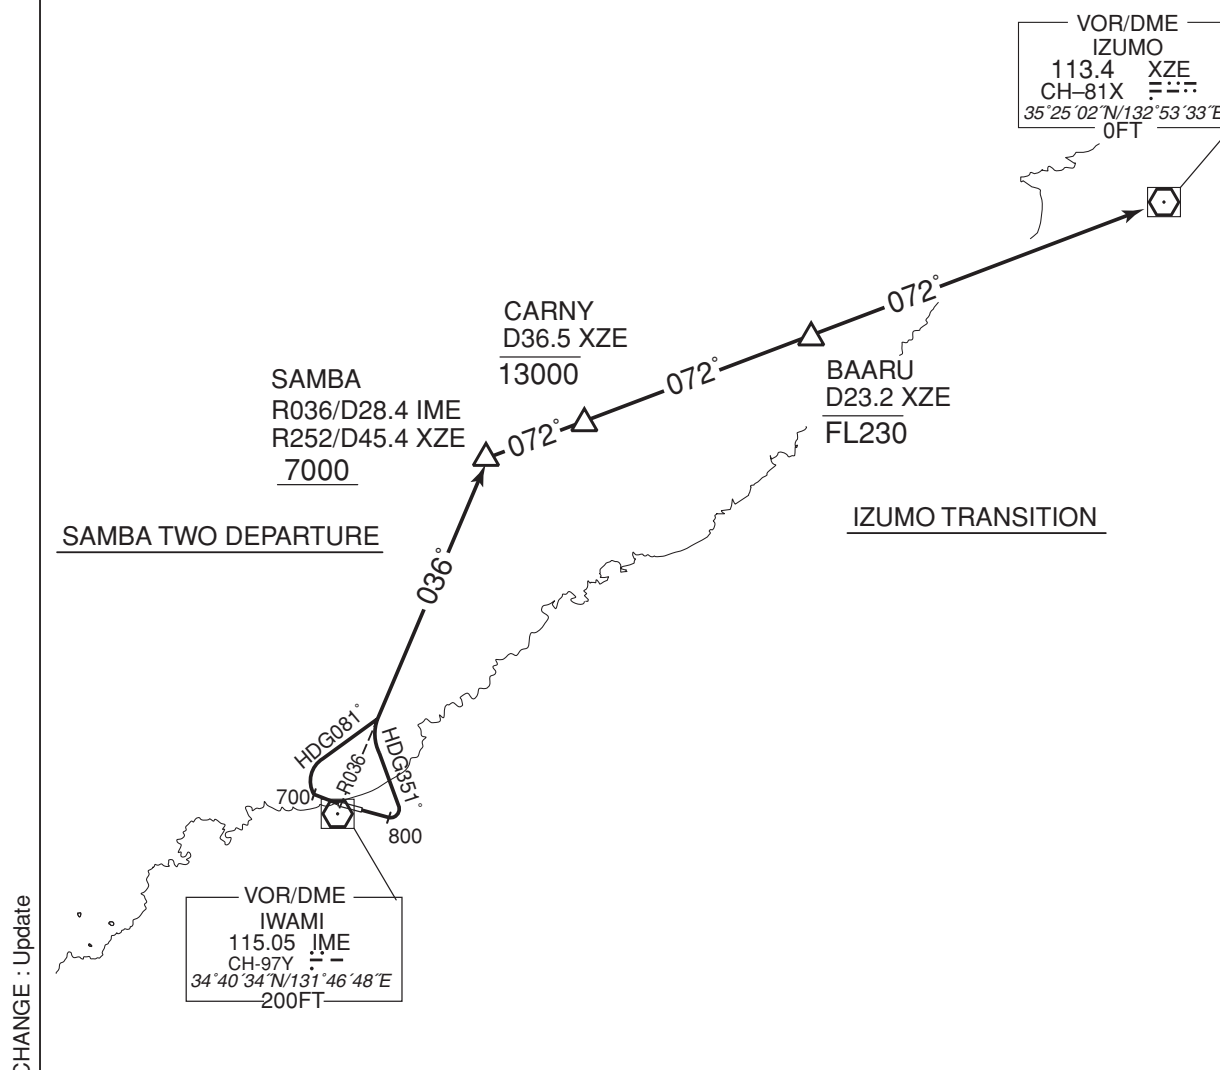 VOR/DME
IZUMO
113.4 XZE
CH–81X
35°25´02˝N/132°53´33˝E
0FT
CARNY
D36.5 XZE
13000
SAMBA
R036/D28.4 IME
R252/D45.4 XZE
7000
072°
072°
072°
BAARU
D23.2 XZE
FL230
SAMBA TWO DEPARTURE
IZUMO TRANSITION
036°
HDG081°
R036
HDG351°
700
800
VOR/DME
IWAMI
115.05 IME
CH-97Y
34°40´34˝N/131°46´48˝E
200FT
CHANGE : Update